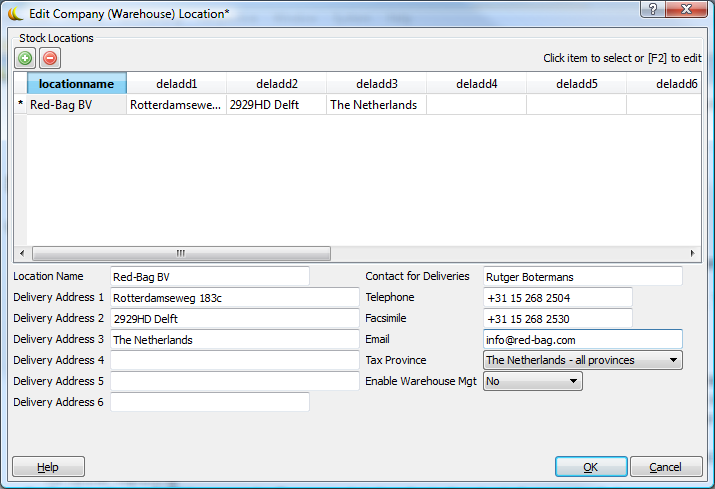 Edit Company (Warehouse) Location*
?
Stock Locations
Click item to select or [F2] to edit
locationname deladd1 deladd2 deladd3 deladd4 deladd5 deladd6
* Red-Bag BV Rotterdamsewe... 2929HD Delft The Netherlands
Location Name Red-Bag BV Contact for Deliveries Rutger Botermans
Delivery Address 1 Rotterdamseweg 183c Telephone +31 15 268 2504
Delivery Address 2 2929HD Delft Facsimile +31 15 268 2530
Delivery Address 3 The Netherlands Email info@red-bag.com
Delivery Address 4 Tax Province The Netherlands - all provinces
Delivery Address 5 Enable Warehouse Mgt No
Delivery Address 6
Help OK Cancel